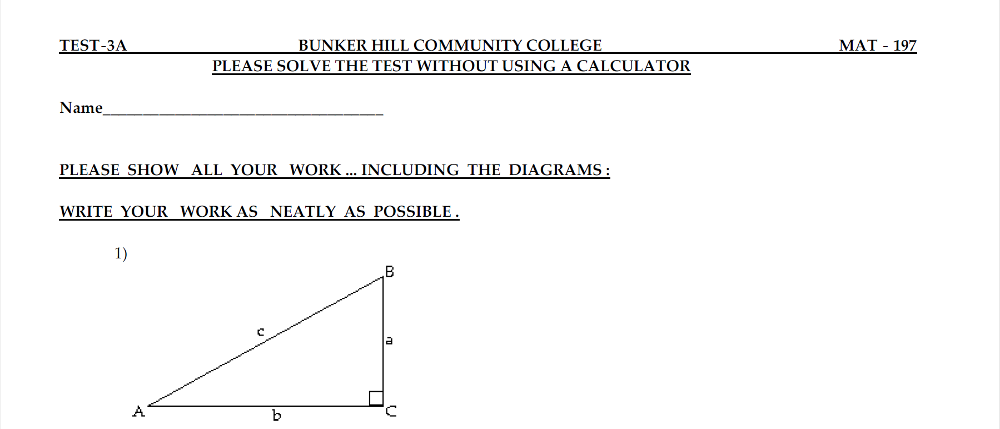 TEST-3A BUNKER HILL COMMUNITY COLLEGE MAT - 197
PLEASE SOLVE THE TEST WITHOUT USING A CALCULATOR
Name___________________________________
PLEASE SHOW ALL YOUR WORK ... INCLUDING THE DIAGRAMS :
WRITE YOUR WORK AS NEATLY AS POSSIBLE .
1)
B
c
a
A
b
C